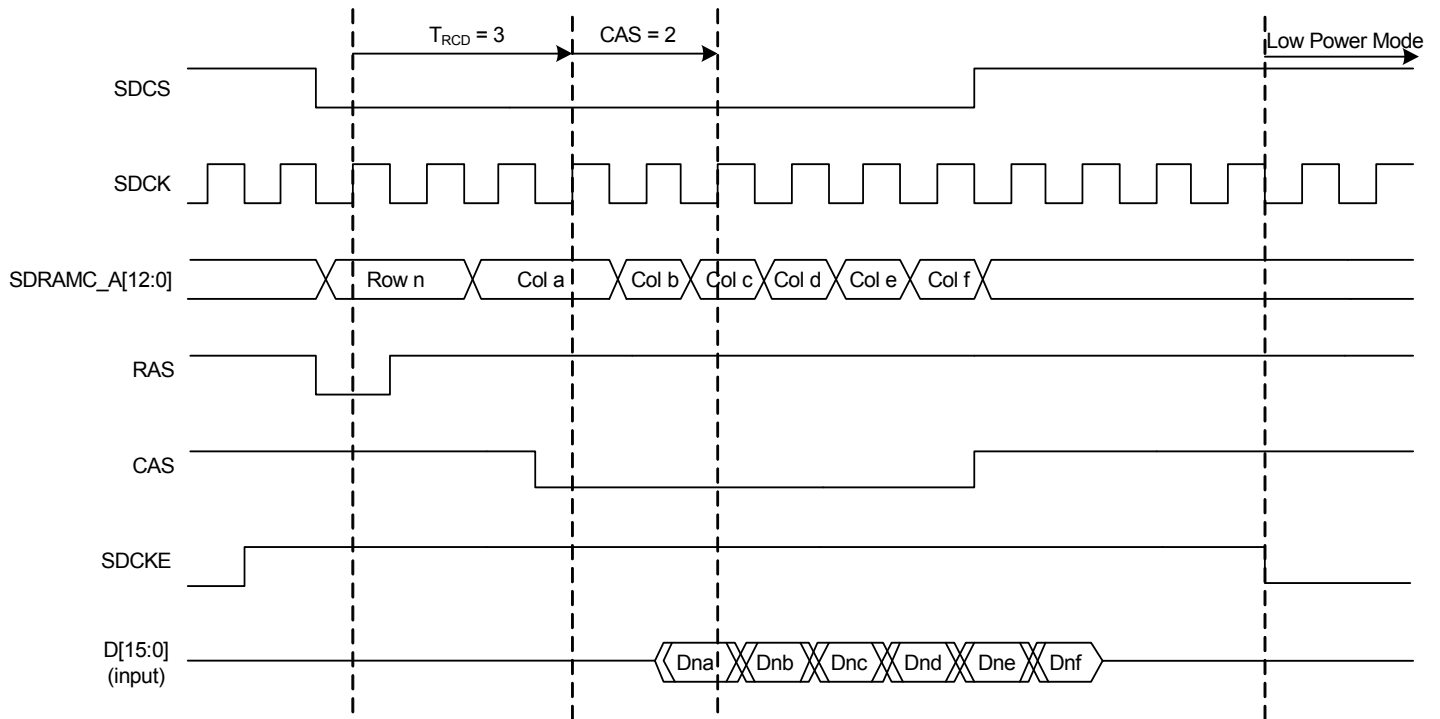 T_RCD = 3
CAS = 2
Low Power Mode
SDCS
SDCK
SDRAMC_A[12:0]
Row n
Col a
Col b
Col c
Col d
Col e
Col f
RAS
CAS
SDCKE
D[15:0]
(input)
Dna
Dnb
Dnc
Dnd
Dne
Dnf